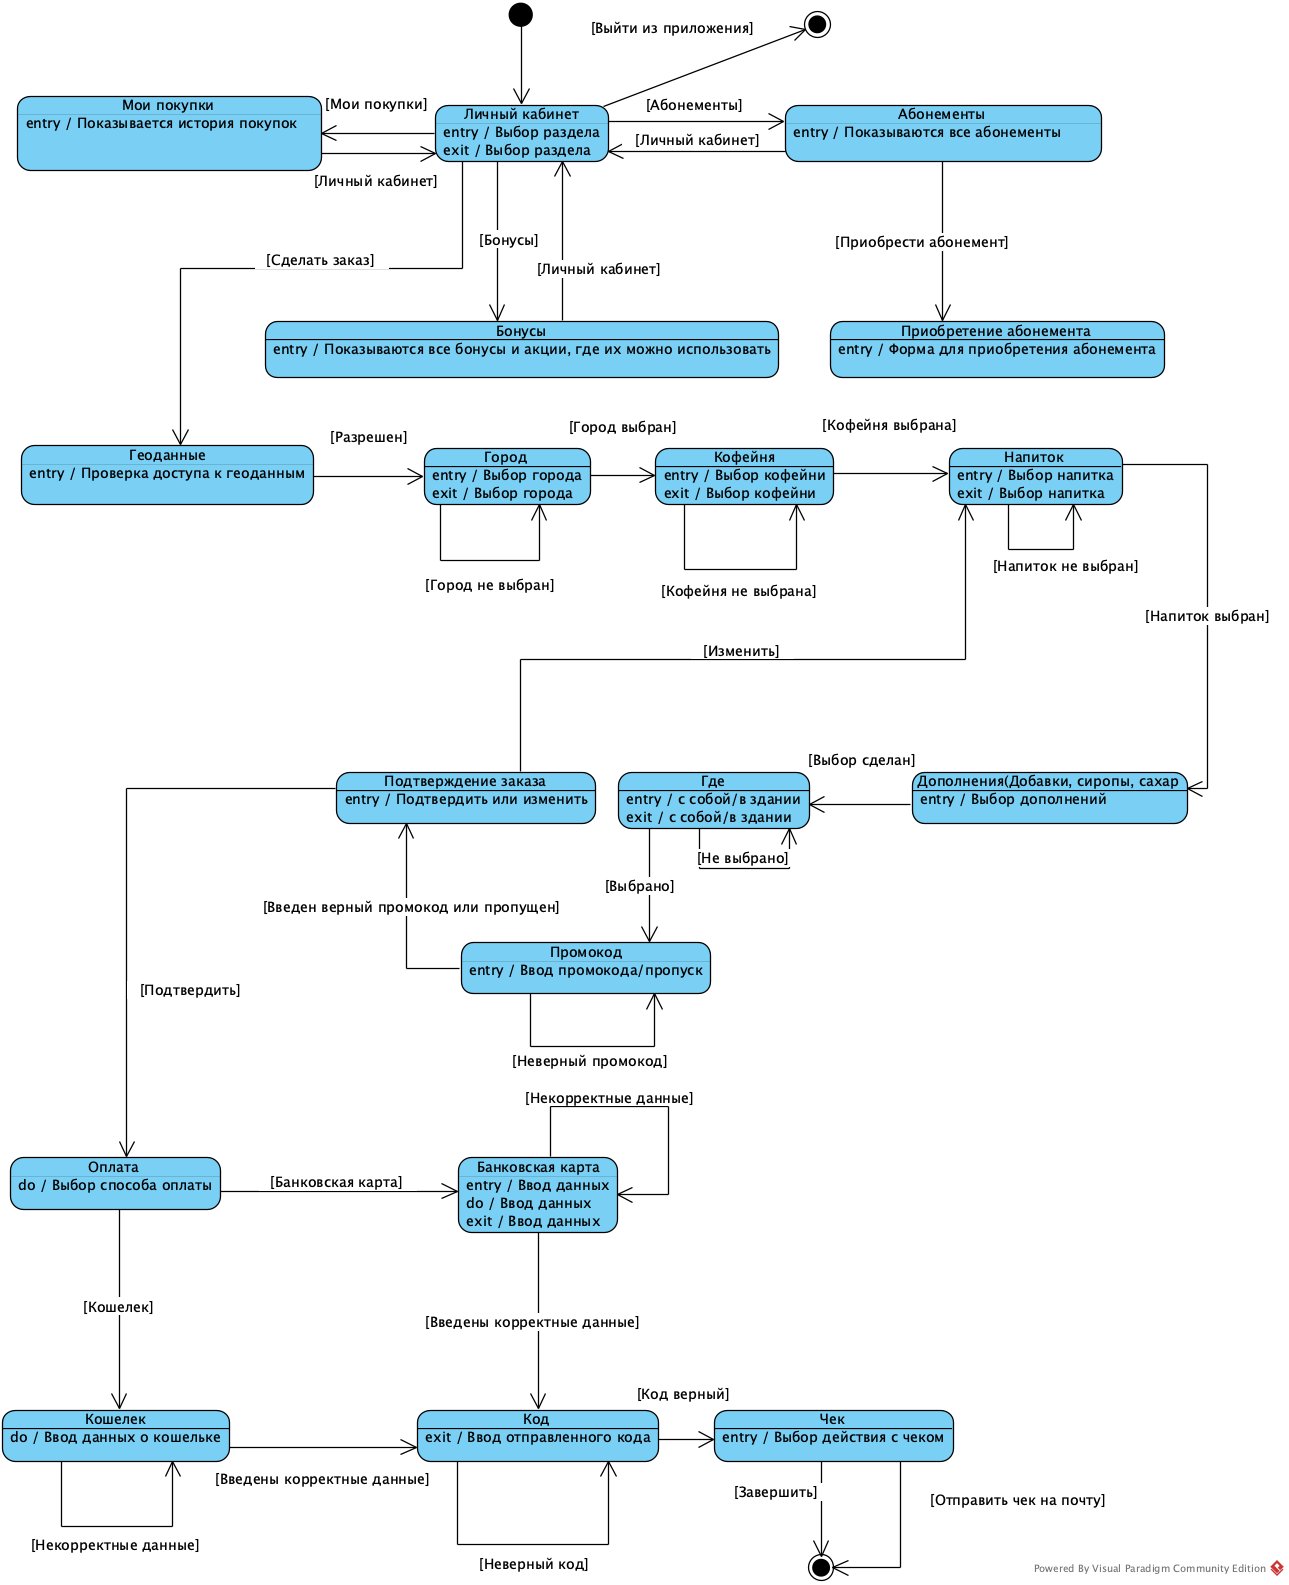 [Выйти из приложения]
Мои покупки
entry / Показывается история покупок
[Мои покупки]
[Личный кабинет]
Личный кабинет
entry / Выбор раздела
exit / Выбор раздела
[Абонементы]
[Личный кабинет]
Абонементы
entry / Показываются все абонементы
[Сделать заказ]
[Бонусы]
[Личный кабинет]
[Приобрести абонемент]
Бонусы
entry / Показываются все бонусы и акции, где их можно использовать
Приобретение абонемента
entry / Форма для приобретения абонемента
Геоданные
entry / Проверка доступа к геоданным
[Разрешен]
Город
entry / Выбор города
exit / Выбор города
[Город выбран]
Кофейня
entry / Выбор кофейни
exit / Выбор кофейни
[Кофейня выбрана]
Напиток
entry / Выбор напитка
exit / Выбор напитка
[Город не выбран]
[Кофейня не выбрана]
[Напиток не выбран]
[Напиток выбран]
[Изменить]
Подтверждение заказа
entry / Подтвердить или изменить
Где
entry / с собой/в здании
exit / с собой/в здании
[Выбор сделан]
Дополнения(Добавки, сиропы, сахар
entry / Выбор дополнений
[Не выбрано]
[Выбрано]
[Введен верный промокод или пропущен]
Промокод
entry / Ввод промокода/пропуск
[Подтвердить]
[Неверный промокод]
[Некорректные данные]
Оплата
do / Выбор способа оплаты
[Банковская карта]
Банковская карта
entry / Ввод данных
do / Ввод данных
exit / Ввод данных
[Кошелек]
[Введены корректные данные]
Кошелек
do / Ввод данных о кошельке
[Введены корректные данные]
Код
exit / Ввод отправленного кода
[Код верный]
Чек
entry / Выбор действия с чеком
[Некорректные данные]
[Неверный код]
[Завершить]
[Отправить чек на почту]
Powered By Visual Paradigm Community Edition